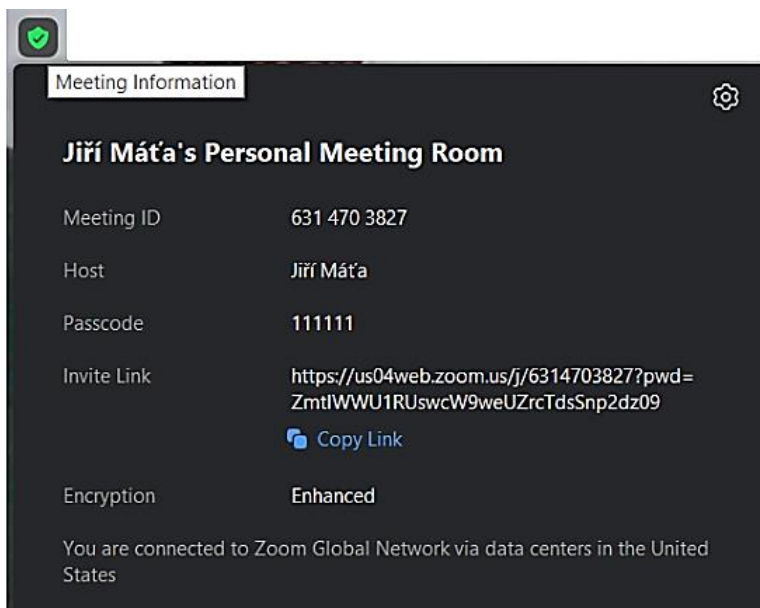 Meeting Information
Jiří Máťa's Personal Meeting Room
Meeting ID 631 470 3827
Host Jiří Máťa
Passcode 111111
Invite Link https://us04web.zoom.us/j/6314703827?pwd=
ZmtIWWU1RUswcW9weUZrcTdsSnp2dz09
Copy Link
Encryption Enhanced
You are connected to Zoom Global Network via data centers in the United
States